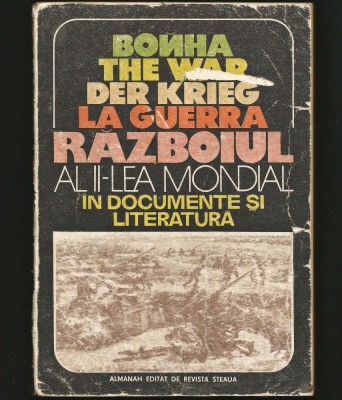 ВОЙНА
THE WAR
DER KRIEG
LA GUERRA
RĂZBOIUL
AL II-LEA MONDIAL
ÎN DOCUMENTE ȘI
LITERATURĂ
ALMANAH EDITAT DE REVISTA STEAUA